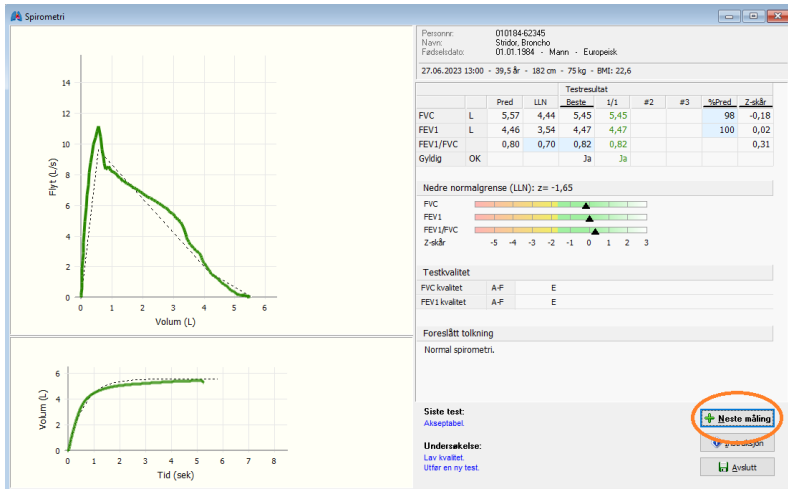 Spirometri
Personnr: 010184-62345
Navn: Stridor, Broncho
Fødselsdato: 01.01.1984 - Mann - Europeisk
27.06.2023 13:00 - 39,5 år - 182 cm - 75 kg - BMI: 22,6
Testresultat
Pred LLN Beste 1/1 #2 #3 %Pred Z-skår
FVC L 5,57 4,44 5,45 5,45 98 -0,18
FEV1 L 4,46 3,54 4,47 4,47 100 0,02
FEV1/FVC 0,80 0,70 0,82 0,82 0,31
Gyldig OK Ja Ja
Nedre normalgrense (LLN): z= -1,65
FVC
FEV1
FEV1/FVC
Z-skår -5 -4 -3 -2 -1 0 1 2 3
Testkvalitet
FVC kvalitet A-F E
FEV1 kvalitet A-F E
Foreslått tolkning
Normal spirometri.
Siste test:
Akseptabel.
Undersøkelse:
Lav kvalitet.
Utfør en ny test.
Neste måling
Avslutt
Flyt (L/s)
14
12
10
8
6
4
2
0
0 1 2 3 4 5 6
Volum (L)
Volum (L)
6
4
2
0
0 1 2 3 4 5 6 7 8
Tid (sek)